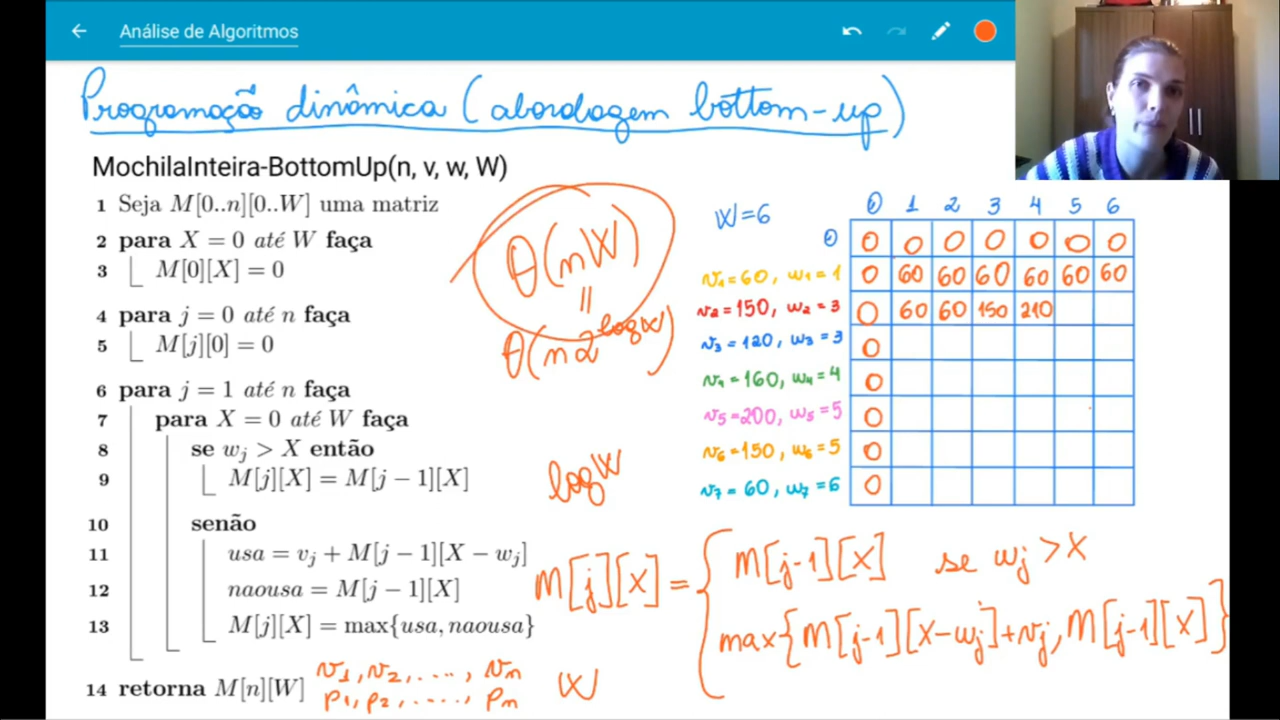 Análise de Algoritmos
Programação dinâmica (abordagem bottom-up)
MochilaInteira-BottomUp(n, v, w, W)
1 Seja M[0..n][0..W] uma matriz
2 para X = 0 até W faça
3 M[0][X] = 0
4 para j = 0 até n faça
5 M[j][0] = 0
6 para j = 1 até n faça
7 para X = 0 até W faça
8 se wj > X então
9 M[j][X] = M[j − 1][X]
10 senão
11 usa = vj + M[j − 1][X − wj]
12 naousa = M[j − 1][X]
13 M[j][X] = max{usa, naousa}
14 retorna M[n][W]
v1, v2, ...., vn
p1, p2, ....., pn
W
θ(nW)
=
θ(n2^logW)
logW
W=6
0 1 2 3 4 5 6
0 0 0 0 0 0 0 0
v1=60, w1=1 0 60 60 60 60 60 60
v2=150, w2=3 0 60 60 150 210
v3=120, w3=3 0
v4=160, w4=4 0
v5=200, w5=5 0
v6=150, w6=5 0
v7=60, w7=6 0
M[j][X] = { M[j-1][X] se wj > X
max{M[j-1][X-wj]+vj, M[j-1][X]}